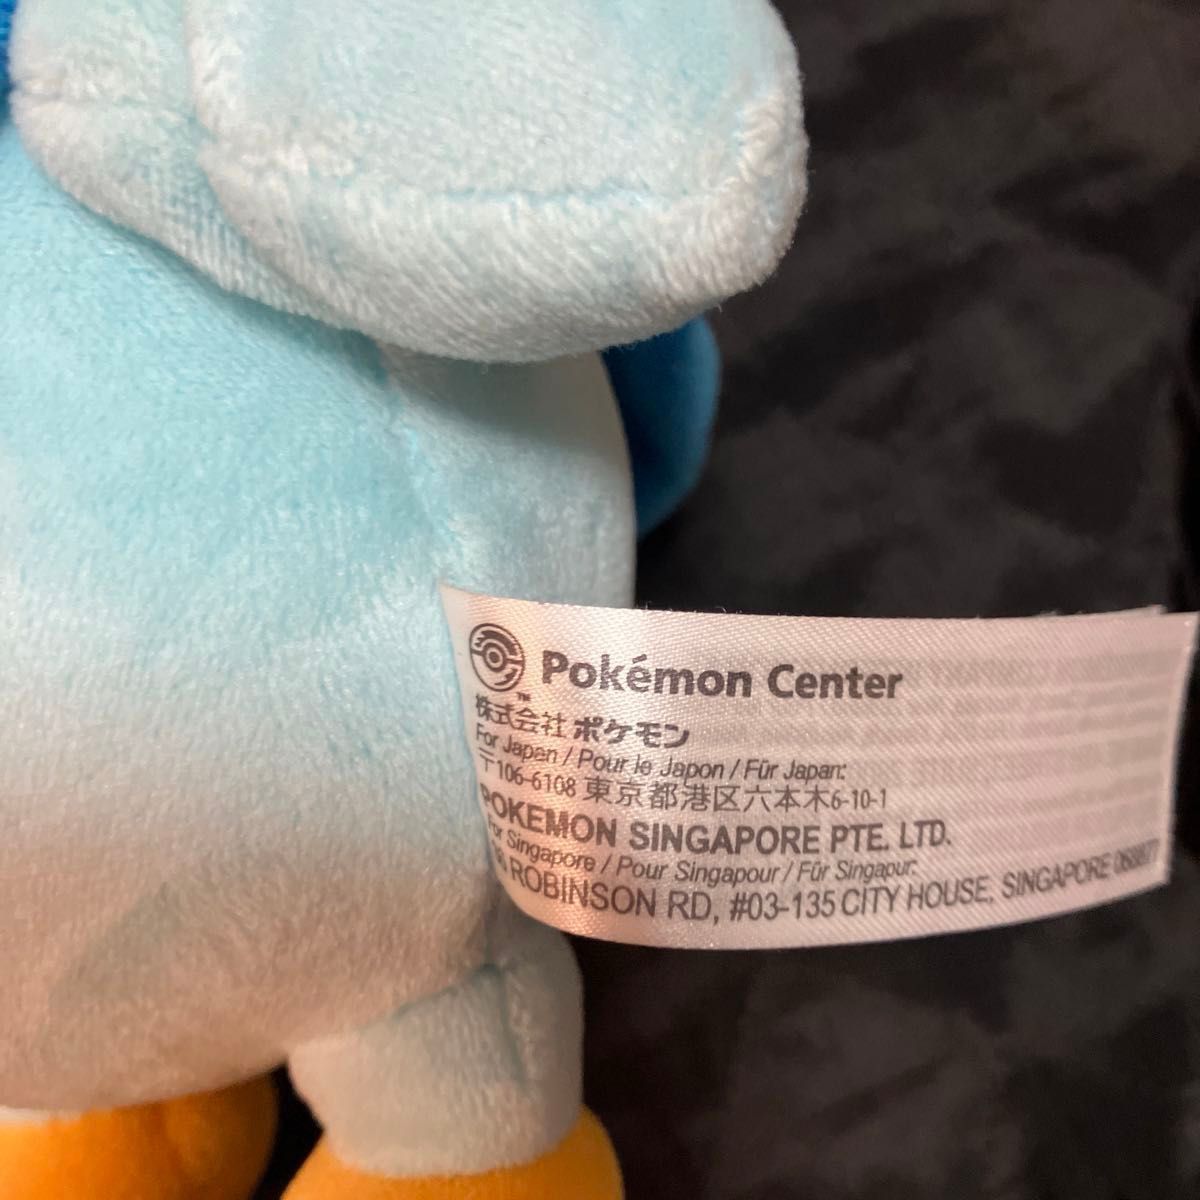 Pokémon Center
™
株式会社 ポケモン
For Japan / Pour le Japon / Für Japan:
〒106-6108 東京都港区六本木6-10-1
POKEMON SINGAPORE PTE. LTD.
For Singapore / Pour Singapour / Für Singapur:
ROBINSON RD, #03-135 CITY HOUSE, SINGAPORE 068877